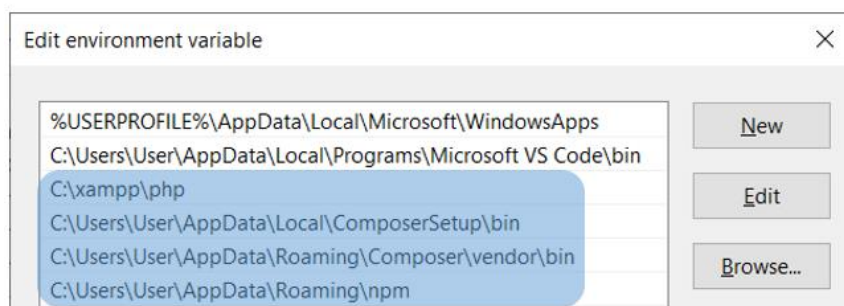 Edit environment variable
%USERPROFILE%\AppData\Local\Microsoft\WindowsApps
C:\Users\User\AppData\Local\Programs\Microsoft VS Code\bin
C:\xampp\php
C:\Users\User\AppData\Local\ComposerSetup\bin
C:\Users\User\AppData\Roaming\Composer\vendor\bin
C:\Users\User\AppData\Roaming\npm
New
Edit
Browse...